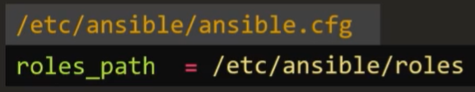 /etc/ansible/ansible.cfg
roles_path = /etc/ansible/roles